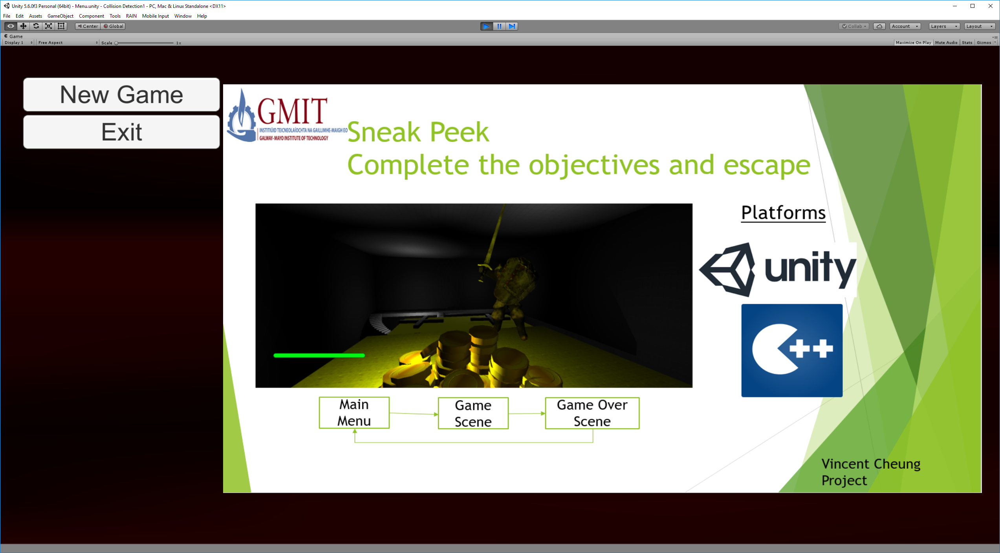 Unity 5.6.0f3 Personal (64bit) - Menu.unity - Collision Detection1 - PC, Mac & Linux Standalone <DX11>
File Edit Assets GameObject Component Tools RAIN Mobile Input Window Help
Center Global Collab Account Layers Layout
Game
Display 1 Free Aspect Scale 1x Maximize On Play Mute Audio Stats Gizmos
New Game
Exit
GMIT
INSTITIÚID TEICNEOLAÍOCHTA NA GAILLIMHE-MAIGH EO
GALWAY-MAYO INSTITUTE OF TECHNOLOGY
Sneak Peek
Complete the objectives and escape
Platforms
unity
C++
Main
Menu
Game
Scene
Game Over
Scene
Vincent Cheung
Project